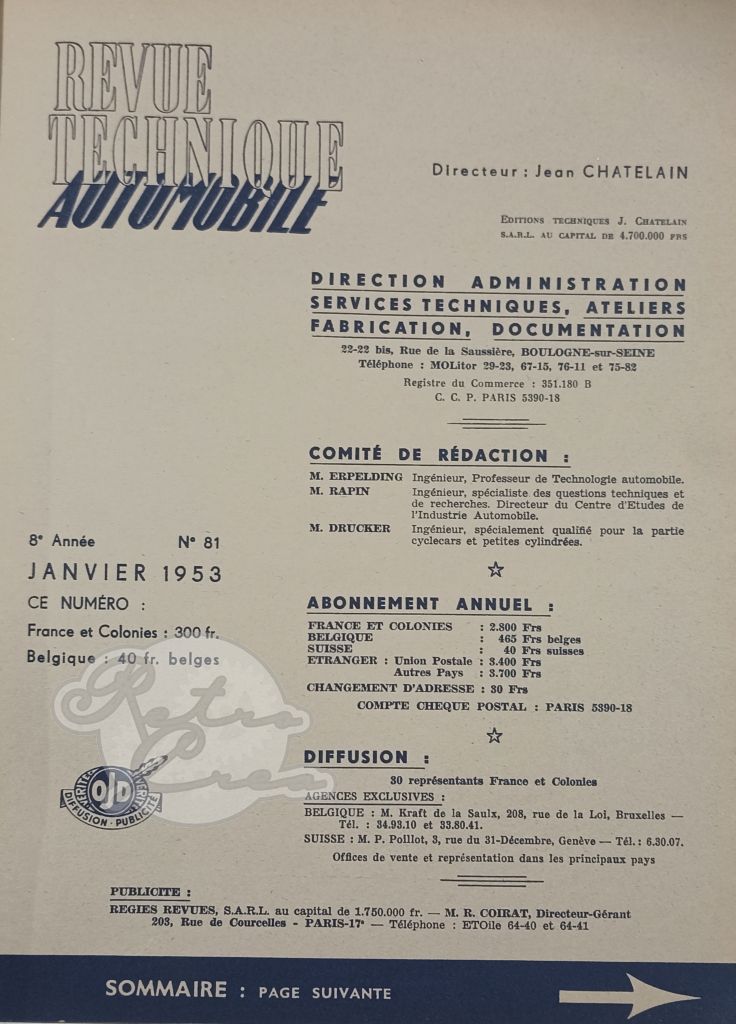 REVUE
TECHNIQUE
AUTOMOBILE
Directeur : Jean CHATELAIN
EDITIONS TECHNIQUES J. CHATELAIN
S.A.R.L. AU CAPITAL DE 4.700.000 FRS
DIRECTION ADMINISTRATION
SERVICES TECHNIQUES, ATELIERS
FABRICATION, DOCUMENTATION
22-22 bis, Rue de la Saussière, BOULOGNE-sur-SEINE
Téléphone : MOLitor 29-23, 67-15, 76-11 et 75-82
Registre du Commerce : 351.180 B
C. C. P. PARIS 5390-18
COMITÉ DE RÉDACTION :
M. ERPELDING Ingénieur, Professeur de Technologie automobile.
M. RAPIN Ingénieur, spécialiste des questions techniques et
de recherches. Directeur du Centre d'Etudes de
l'Industrie Automobile.
M. DRUCKER Ingénieur, spécialement qualifié pour la partie
cyclecars et petites cylindrées.
8e Année N° 81
JANVIER 1953
CE NUMÉRO :
France et Colonies : 300 fr.
Belgique : 40 fr. belges
ABONNEMENT ANNUEL :
FRANCE ET COLONIES : 2.800 Frs
BELGIQUE : 465 Frs belges
SUISSE : 40 Frs suisses
ETRANGER : Union Postale : 3.400 Frs
Autres Pays : 3.700 Frs
CHANGEMENT D'ADRESSE : 30 Frs
COMPTE CHEQUE POSTAL : PARIS 5390-18
Retro
Crea
OJD
DIFFUSION - PUBLICITÉ
DIFFUSION :
30 représentants France et Colonies
AGENCES EXCLUSIVES :
BELGIQUE : M. Kraft de la Saulx, 208, rue de la Loi, Bruxelles —
Tél. : 34.93.10 et 33.80.41.
SUISSE : M. P. Poillot, 3, rue du 31-Décembre, Genève — Tél. : 6.30.07.
Offices de vente et représentation dans les principaux pays
PUBLICITE :
REGIES REVUES, S.A.R.L. au capital de 1.750.000 fr. — M. R. COIRAT, Directeur-Gérant
203, Rue de Courcelles - PARIS-17e — Téléphone : ETOile 64-40 et 64-41
SOMMAIRE : PAGE SUIVANTE